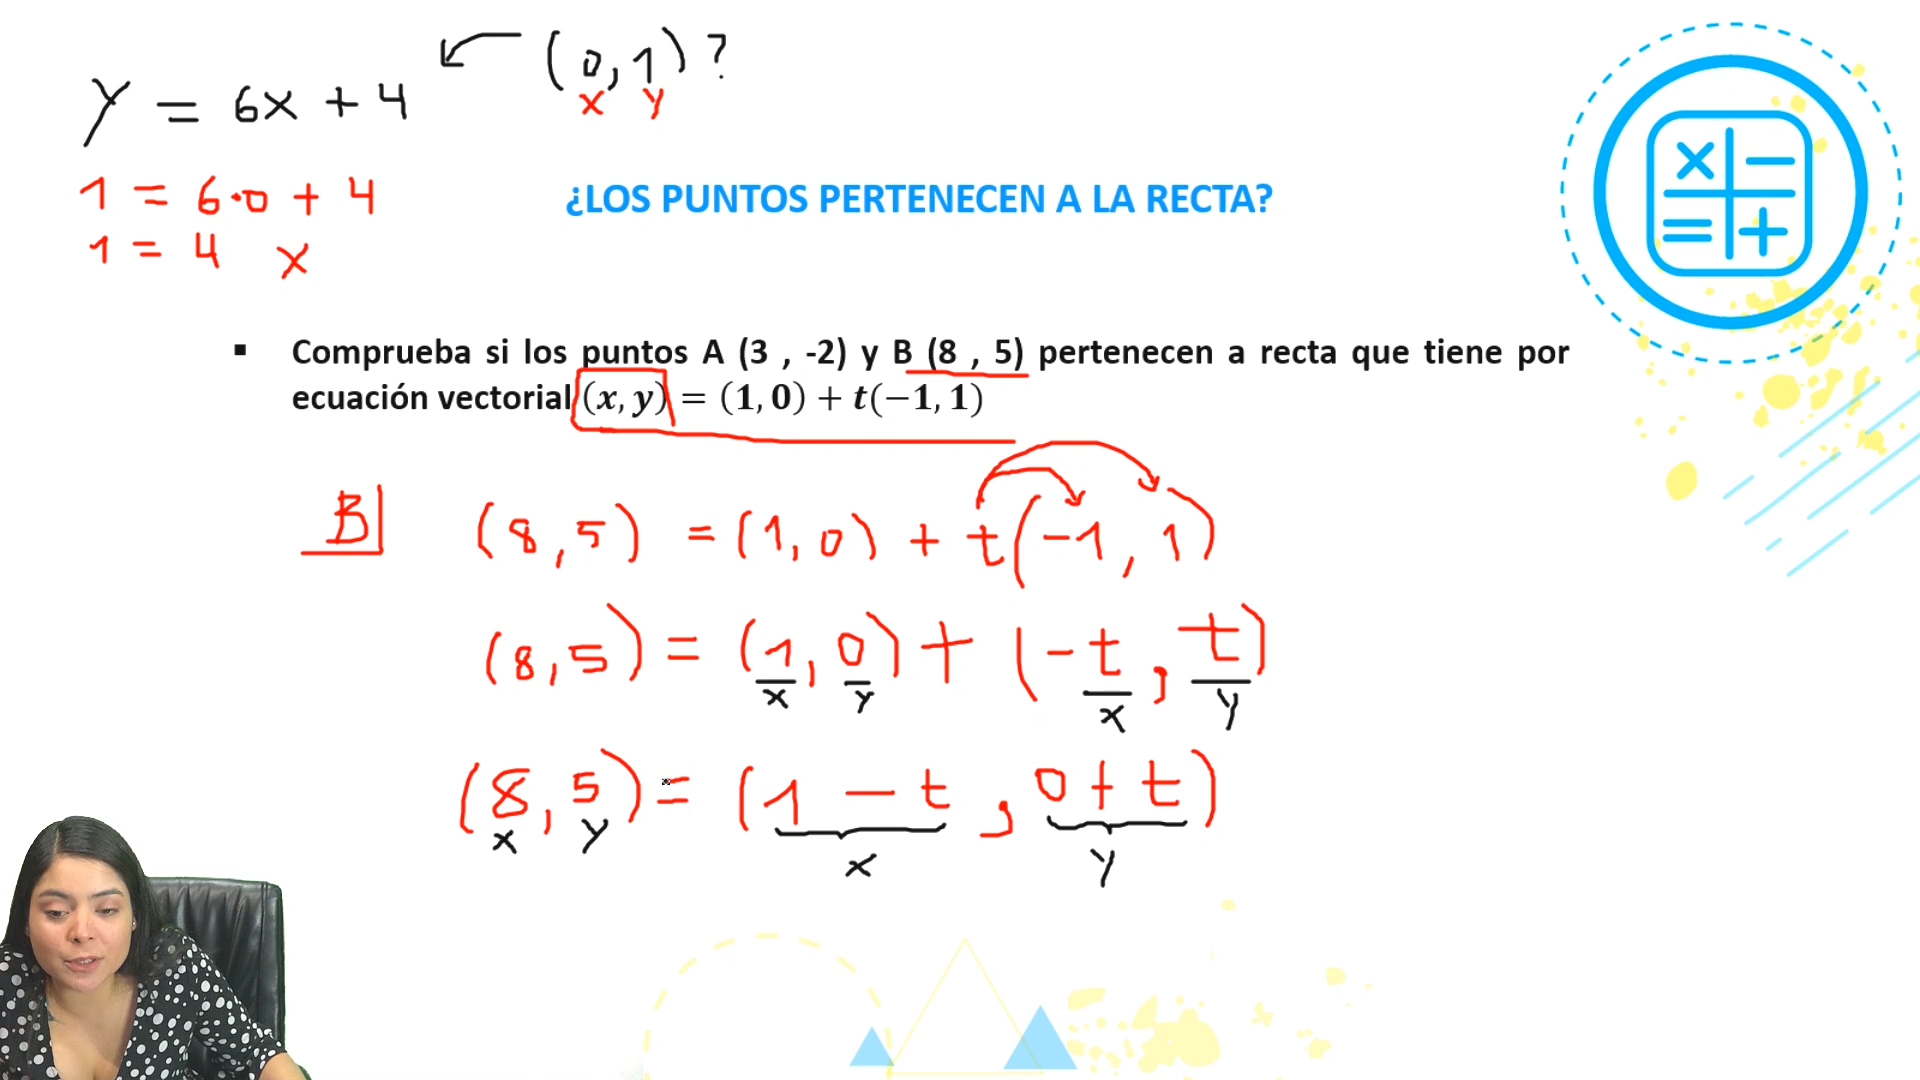 y = 6x + 4 (0, 1)?
x y
1 = 6·0 + 4
1 = 4 x
¿LOS PUNTOS PERTENECEN A LA RECTA?
▪ Comprueba si los puntos A (3 , -2) y B (8 , 5) pertenecen a recta que tiene por
ecuación vectorial (x, y) = (1, 0) + t(−1, 1)
B (8, 5) = (1, 0) + t(-1, 1)
(8, 5) = (1, 0) + (-t, t)
x y x y
(8, 5) = (1 - t, 0 + t)
x y x y